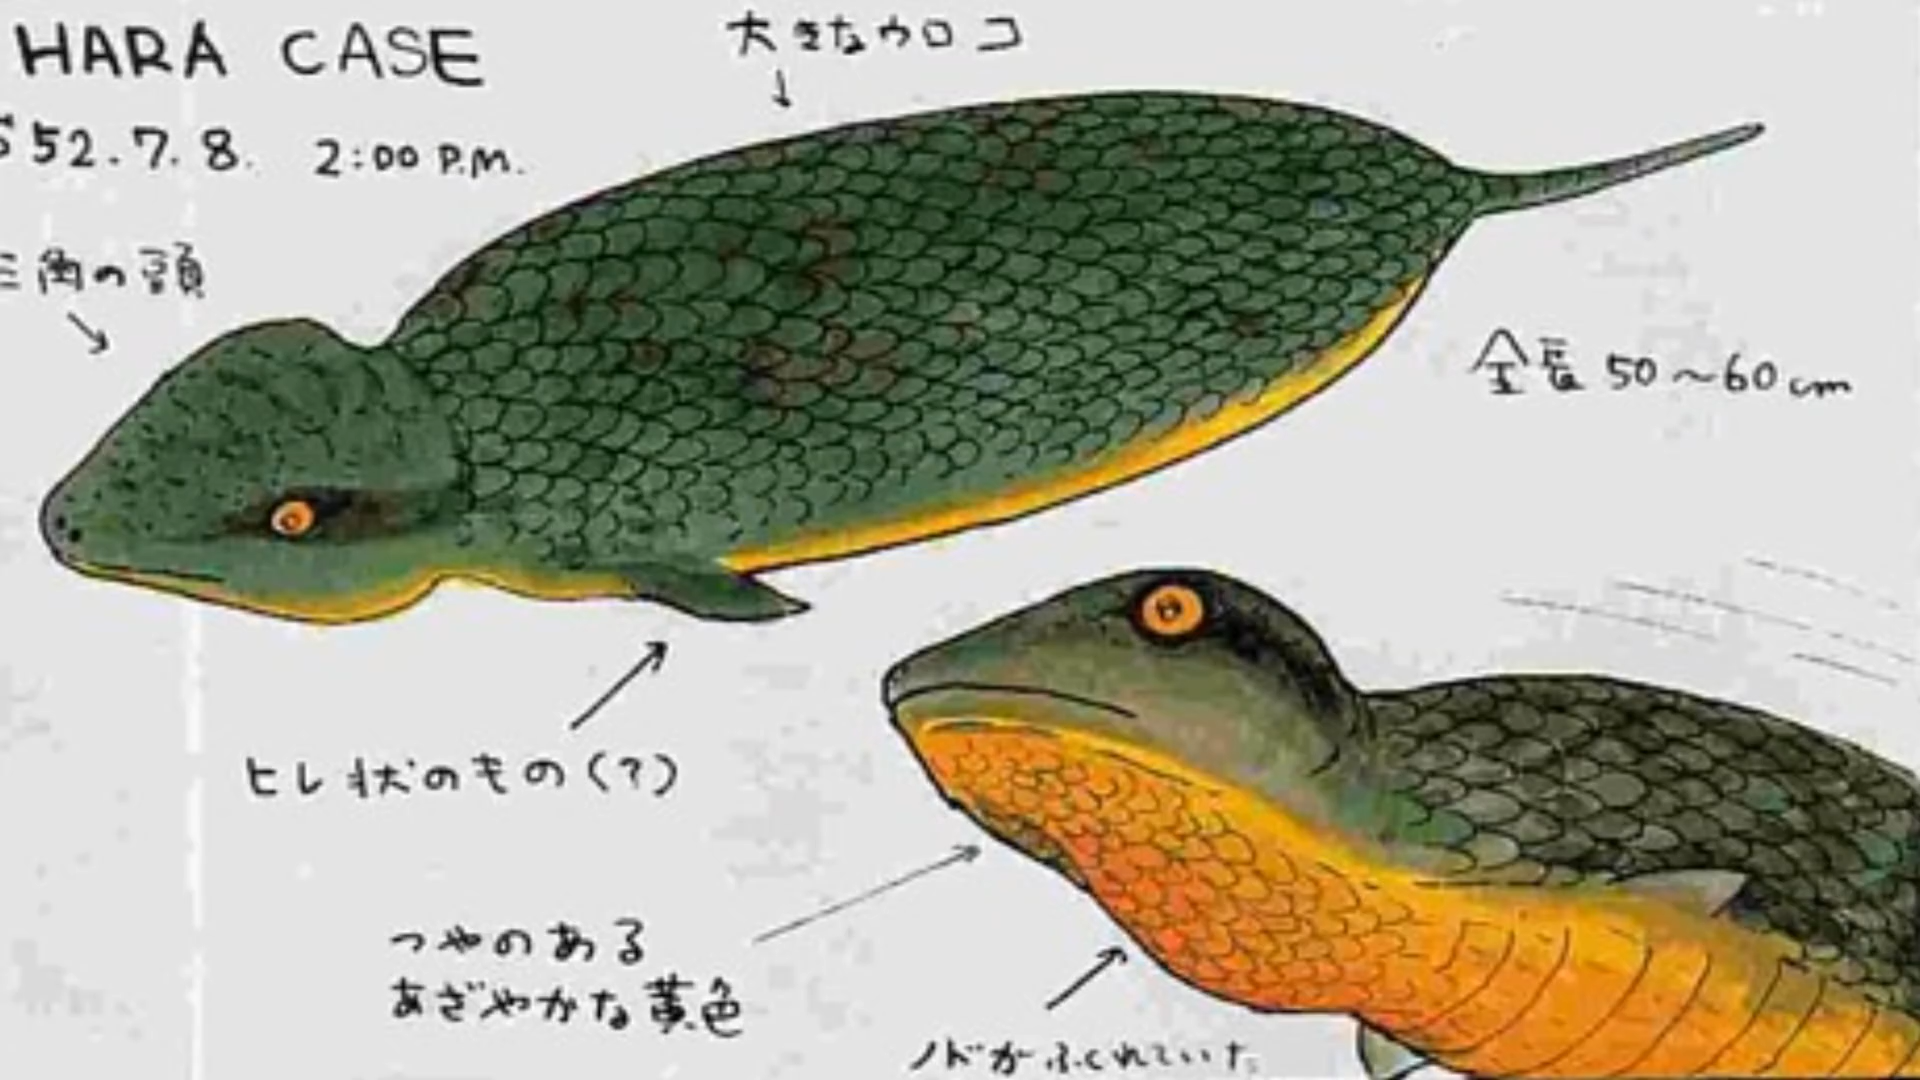 HARA CASE
S52.7.8. 2:00 P.M.
大きなウロコ
三角の頭
全長 50〜60cm
ヒレ状のもの(?)
つやのある
あざやかな黄色
ノドがふくれていた